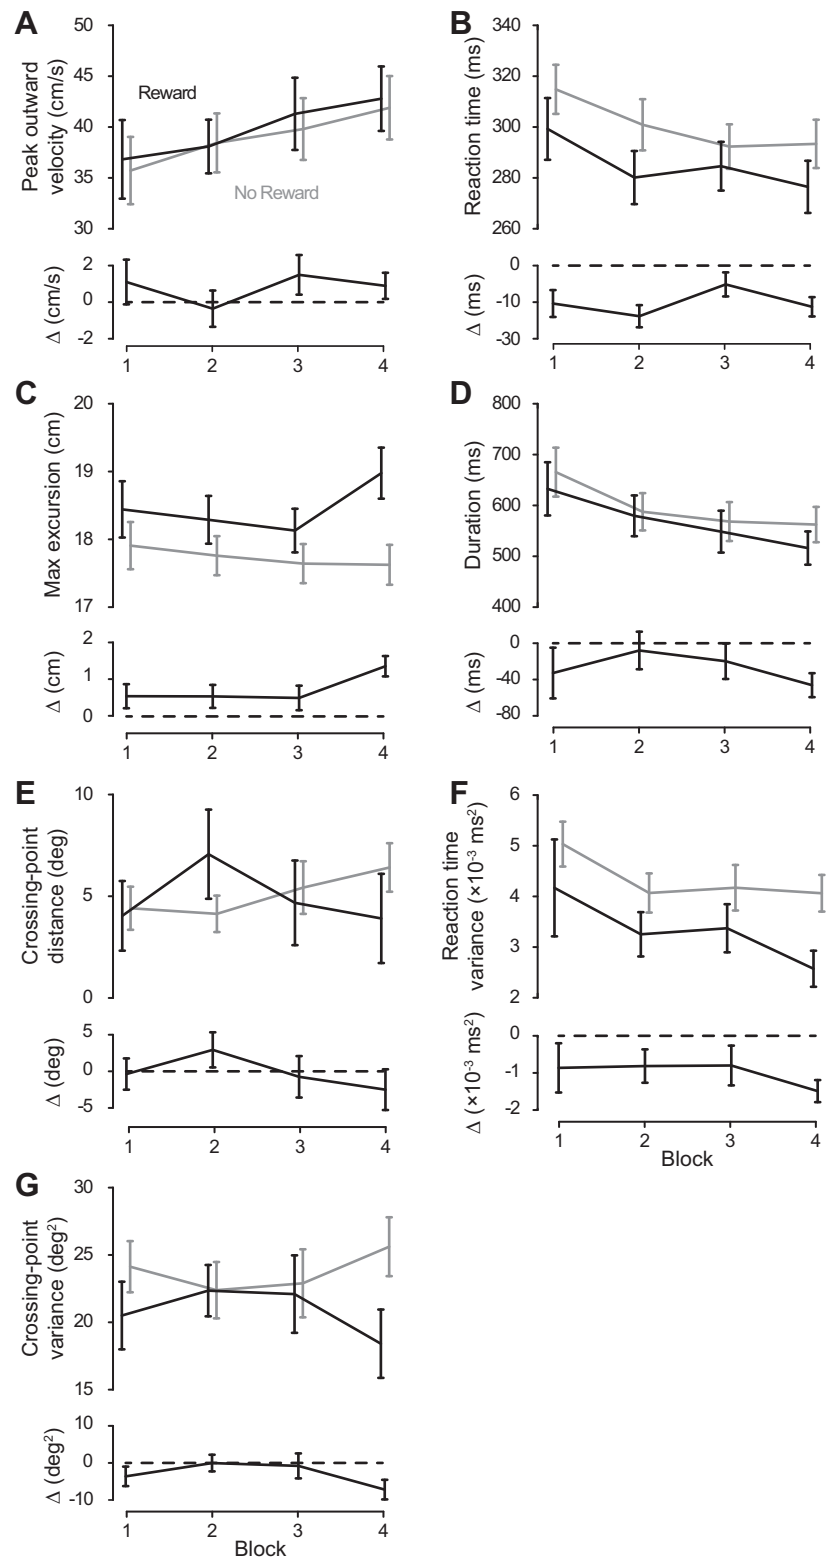 A
50
45
40
35
30
Peak outward
velocity (cm/s)
Reward
No Reward
2
0
-2
Δ (cm/s)
1 2 3 4
B
340
320
300
280
260
Reaction time
(ms)
0
-10
-30
Δ (ms)
1 2 3 4
C
20
19
18
17
Max excursion (cm)
2
1
0
Δ (cm)
1 2 3 4
D
800
700
600
500
400
Duration (ms)
0
-40
-80
Δ (ms)
1 2 3 4
E
10
5
0
Crossing-point
distance (deg)
5
0
-5
Δ (deg)
1 2 3 4
F
6
5
4
3
2
Reaction time
variance (×10⁻³ ms²)
0
-1
-2
Δ (×10⁻³ ms²)
1 2 3 4
Block
G
30
25
20
15
Crossing-point
variance (deg²)
10
0
-10
Δ (deg²)
1 2 3 4
Block